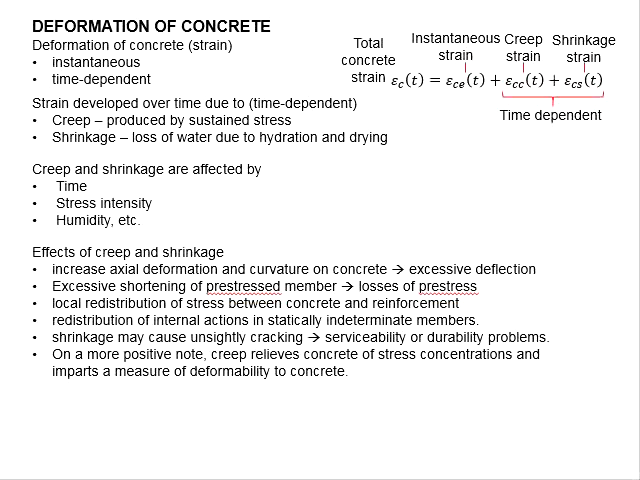 DEFORMATION OF CONCRETE
Deformation of concrete (strain)
• instantaneous
• time-dependent
Total concrete strain
Instantaneous strain
Creep strain
Shrinkage strain
εc(t) = εce(t) + εcc(t) + εcs(t)
Time dependent
Strain developed over time due to (time-dependent)
• Creep – produced by sustained stress
• Shrinkage – loss of water due to hydration and drying
Creep and shrinkage are affected by
• Time
• Stress intensity
• Humidity, etc.
Effects of creep and shrinkage
• increase axial deformation and curvature on concrete → excessive deflection
• Excessive shortening of prestressed member → losses of prestress
• local redistribution of stress between concrete and reinforcement
• redistribution of internal actions in statically indeterminate members.
• shrinkage may cause unsightly cracking → serviceability or durability problems.
• On a more positive note, creep relieves concrete of stress concentrations and
imparts a measure of deformability to concrete.